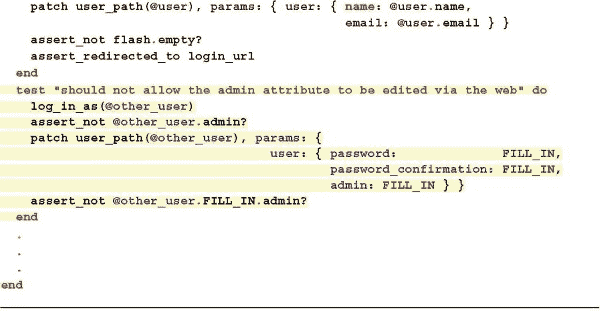 patch user_path(@user), params: { user: { name: @user.name,
email: @user.email } }
assert_not flash.empty?
assert_redirected_to login_url
end
test "should not allow the admin attribute to be edited via the web" do
log_in_as(@other_user)
assert_not @other_user.admin?
patch user_path(@other_user), params: {
user: { password: FILL_IN,
password_confirmation: FILL_IN,
admin: FILL_IN } }
assert_not @other_user.FILL_IN.admin?
end
.
.
.
end